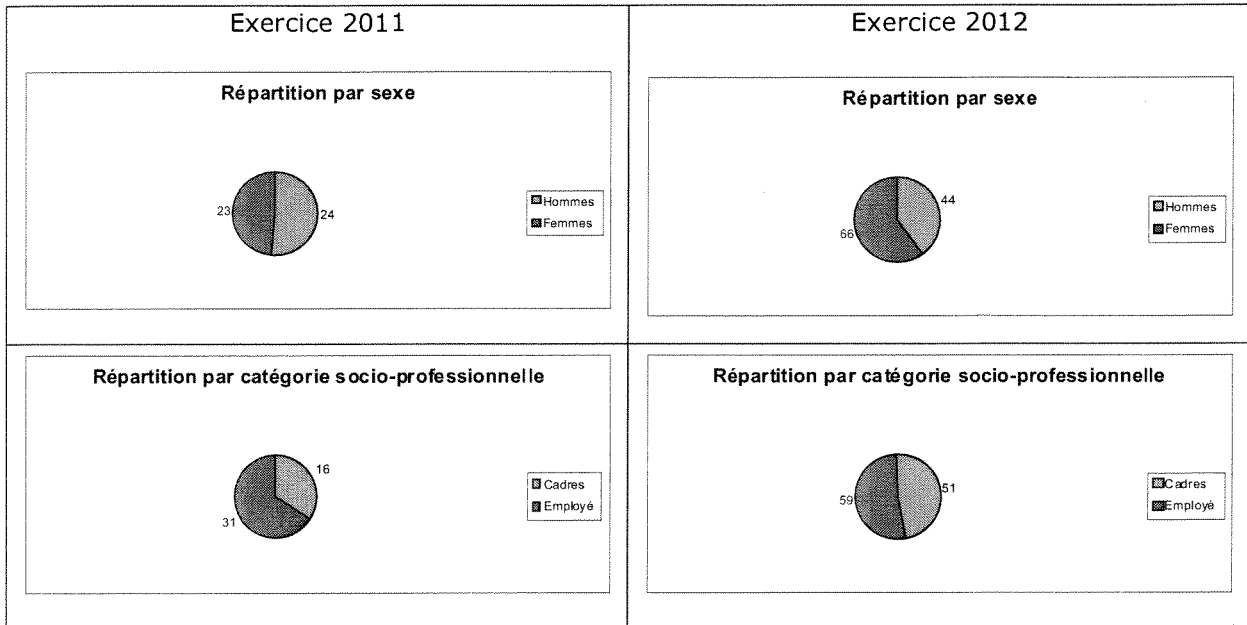 Exercice 2011
Répartition par sexe
23
24
Hommes
Femmes
Exercice 2012
Répartition par sexe
44
66
Hommes
Femmes
Répartition par catégorie socio-professionnelle
16
31
Cadres
Employé
Répartition par catégorie socio-professionnelle
59
51
Cadres
Employé